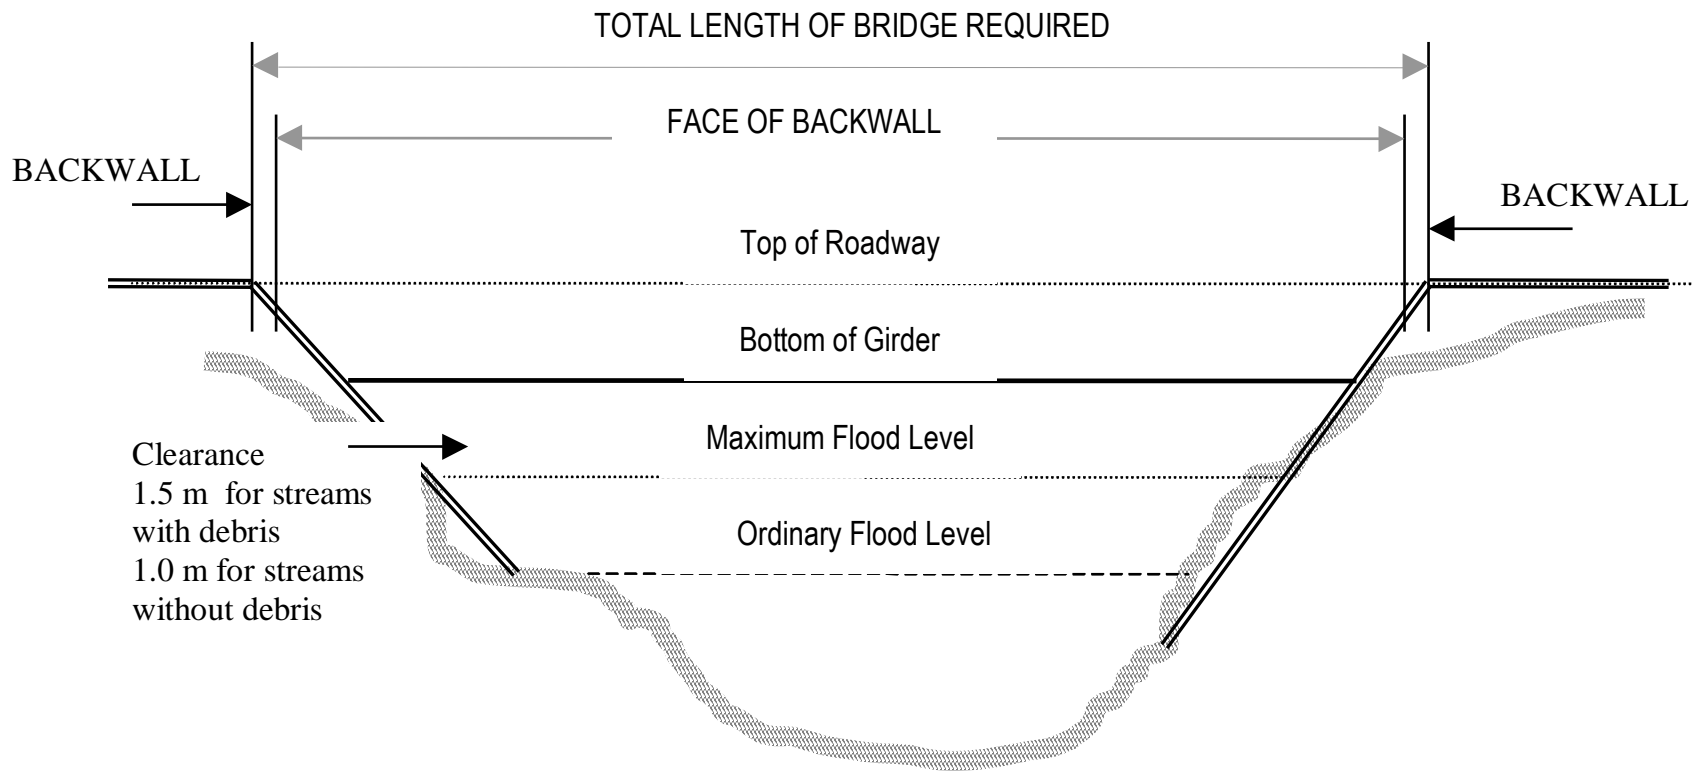 TOTAL LENGTH OF BRIDGE REQUIRED
FACE OF BACKWALL
BACKWALL
BACKWALL
Top of Roadway
Bottom of Girder
Maximum Flood Level
Clearance
1.5 m for streams
with debris
1.0 m for streams
without debris
Ordinary Flood Level